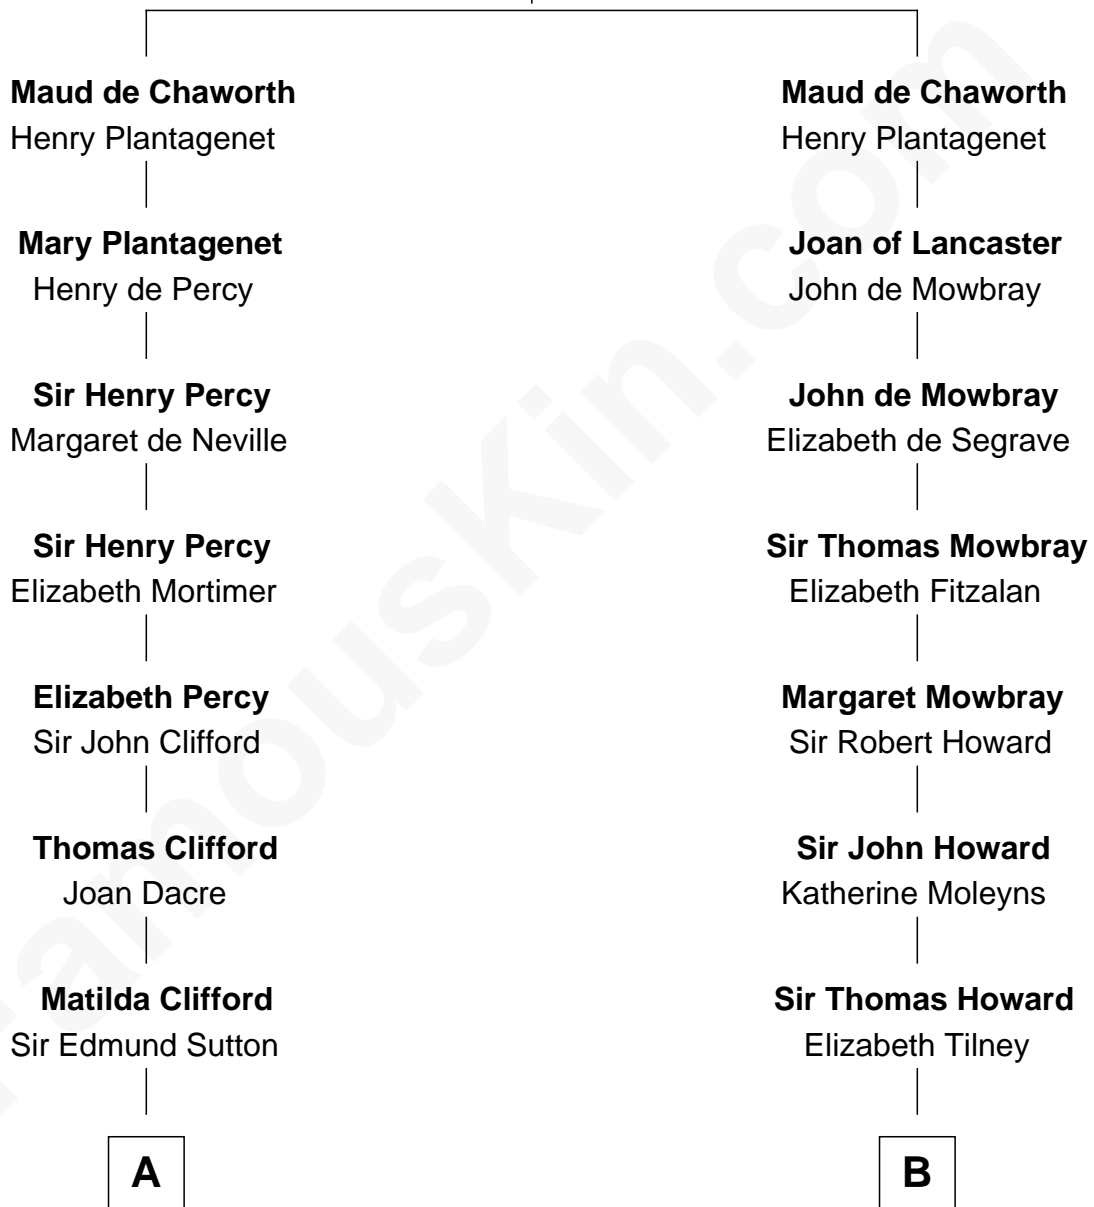 Maud de Chaworth
Henry Plantagenet
Mary Plantagenet
Henry de Percy
Sir Henry Percy
Margaret de Neville
Sir Henry Percy
Elizabeth Mortimer
Elizabeth Percy
Sir John Clifford
Thomas Clifford
Joan Dacre
Matilda Clifford
Sir Edmund Sutton
A
Maud de Chaworth
Henry Plantagenet
Joan of Lancaster
John de Mowbray
John de Mowbray
Elizabeth de Segrave
Sir Thomas Mowbray
Elizabeth Fitzalan
Margaret Mowbray
Sir Robert Howard
Sir John Howard
Katherine Moleyns
Sir Thomas Howard
Elizabeth Tilney
B
FamousKin.com